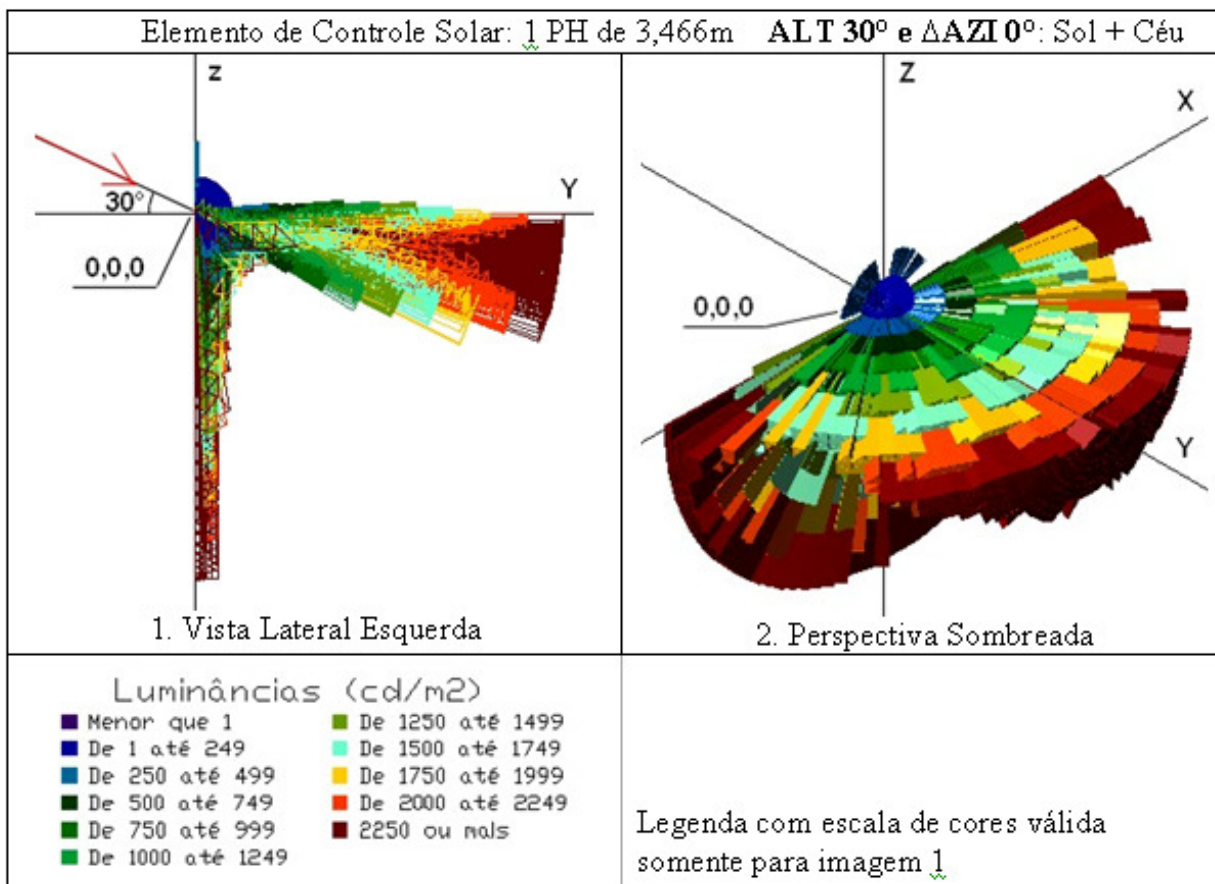 Elemento de Controle Solar: 1 PH de 3,466m ALT 30º e ΔAZI 0º: Sol + Céu
z
30°
Y
0,0,0
1. Vista Lateral Esquerda
Z
X
0,0,0
Y
2. Perspectiva Sombreada
Luminâncias (cd/m2)
Menor que 1
De 1 até 249
De 250 até 499
De 500 até 749
De 750 até 999
De 1000 até 1249
De 1250 até 1499
De 1500 até 1749
De 1750 até 1999
De 2000 até 2249
2250 ou mais
Legenda com escala de cores válida
somente para imagem 1